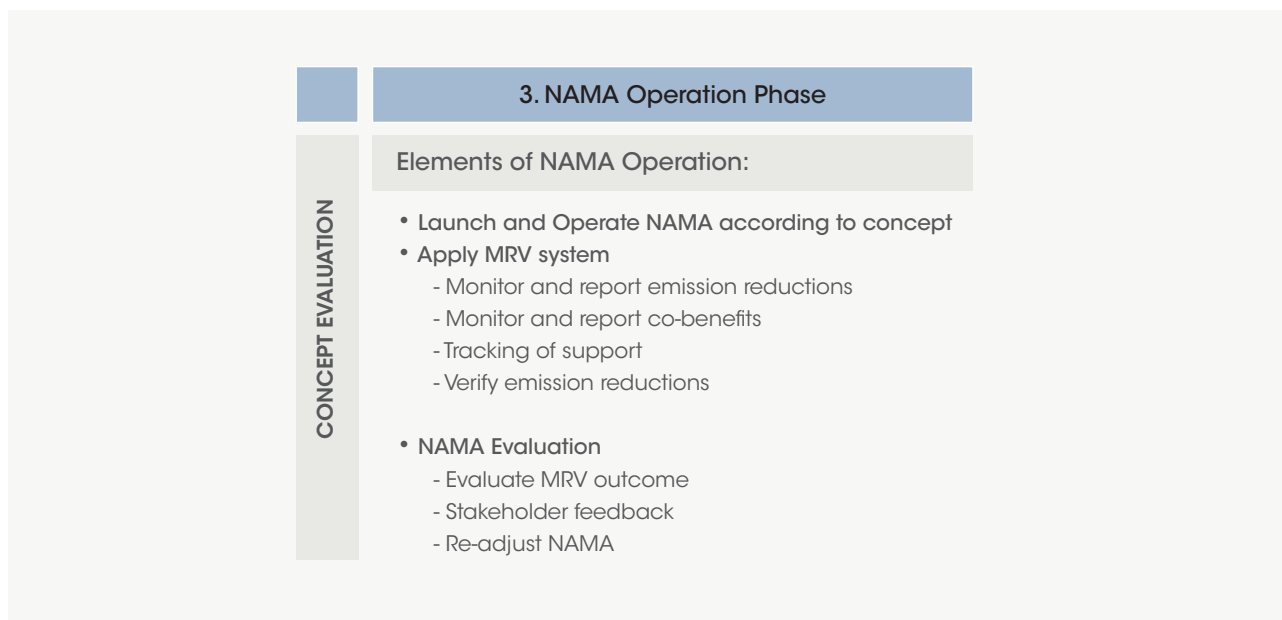 3. NAMA Operation Phase
CONCEPT EVALUATION
Elements of NAMA Operation:
• Launch and Operate NAMA according to concept
• Apply MRV system
- Monitor and report emission reductions
- Monitor and report co-benefits
- Tracking of support
- Verify emission reductions
• NAMA Evaluation
- Evaluate MRV outcome
- Stakeholder feedback
- Re-adjust NAMA